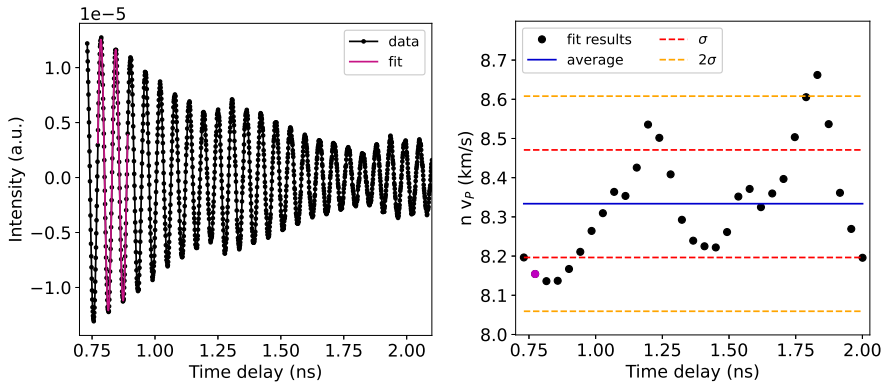 1e−5
data
fit
1.0
0.5
0.0
−0.5
−1.0
Intensity (a.u.)
0.75 1.00 1.25 1.50 1.75 2.00
Time delay (ns)
fit results
average
σ
2σ
8.7
8.6
8.5
8.4
8.3
8.2
8.1
8.0
n vP (km/s)
0.75 1.00 1.25 1.50 1.75 2.00
Time delay (ns)